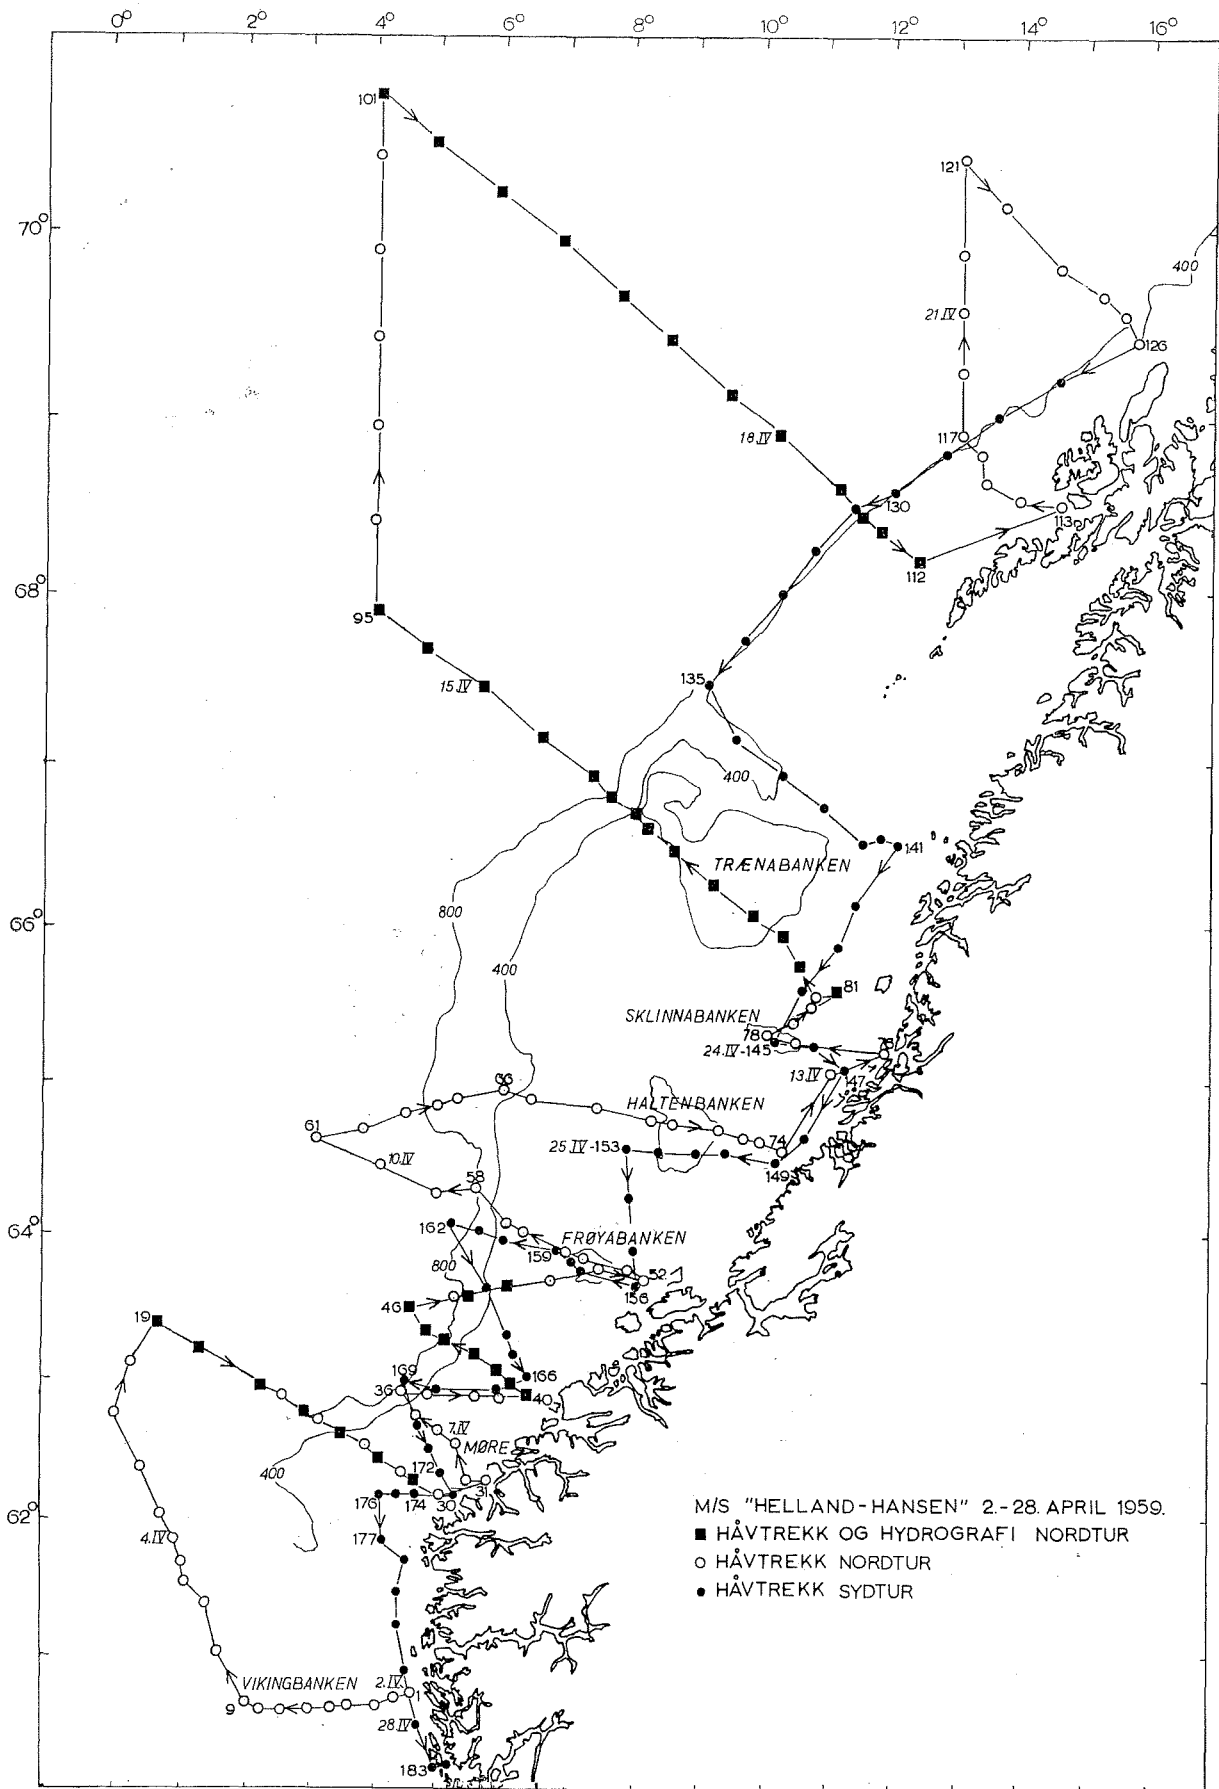 0° 2° 4° 6° 8° 10° 12° 14° 16°
101
121
70°
400
21.IV
126
18.IV
117
130
113
112
68°
95
15.IV
135
400
141
TRÆNABANKEN
800
66°
400
81
SKLINNABANKEN
78
24.IV-145
76
13.IV
147
66
HALTENBANKEN
61
74
25.IV-153
10.IV
149
58
64°
162
FRØYABANKEN
159
800
52
156
46
19
169
166
36
47
7.IV
MØRE
172
400
31
176 174 30
62°
M/S "HELLAND-HANSEN" 2.-28. APRIL 1959.
177
HÅVTREKK OG HYDROGRAFI NORDTUR
4.IV
HÅVTREKK NORDTUR
HÅVTREKK SYDTUR
VIKINGBANKEN
2.IV.
1
9
28.IV
183